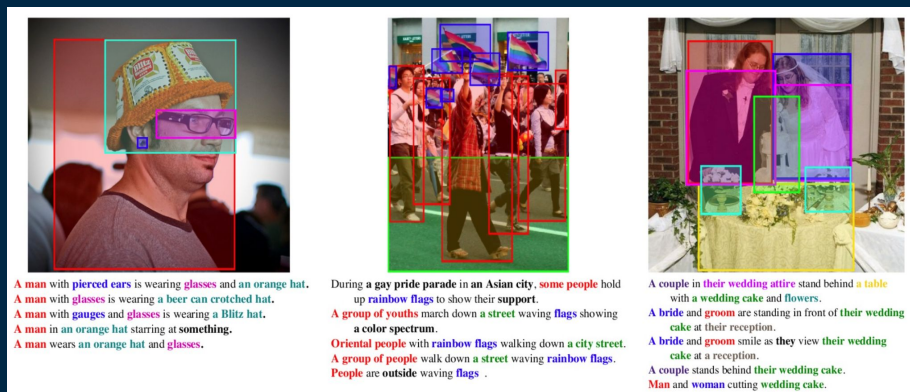 A man with pierced ears is wearing glasses and an orange hat.
A man with glasses is wearing a beer can crotched hat.
A man with gauges and glasses is wearing a Blitz hat.
A man in an orange hat starring at something.
A man wears an orange hat and glasses.
During a gay pride parade in an Asian city, some people hold
up rainbow flags to show their support.
A group of youths march down a street waving flags showing
a color spectrum.
Oriental people with rainbow flags walking down a city street.
A group of people walk down a street waving rainbow flags.
People are outside waving flags .
A couple in their wedding attire stand behind a table
with a wedding cake and flowers.
A bride and groom are standing in front of their wedding
cake at their reception.
A bride and groom smile as they view their wedding
cake at a reception.
A couple stands behind their wedding cake.
Man and woman cutting wedding cake.